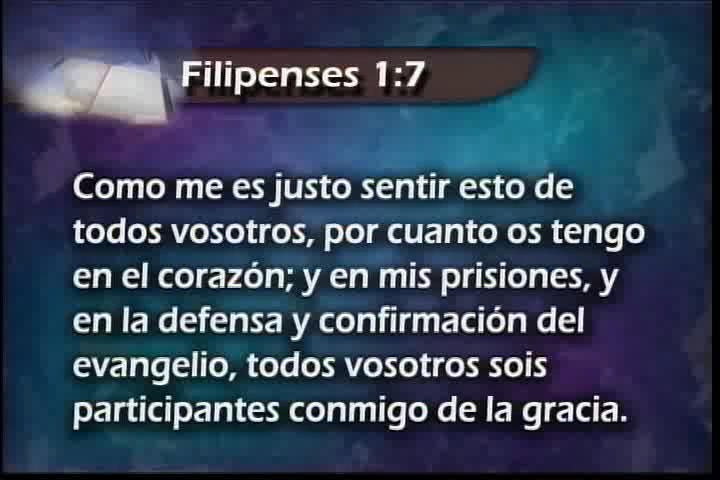 Filipenses 1:7
Como me es justo sentir esto de
todos vosotros, por cuanto os tengo
en el corazón; y en mis prisiones, y
en la defensa y confirmación del
evangelio, todos vosotros sois
participantes conmigo de la gracia.